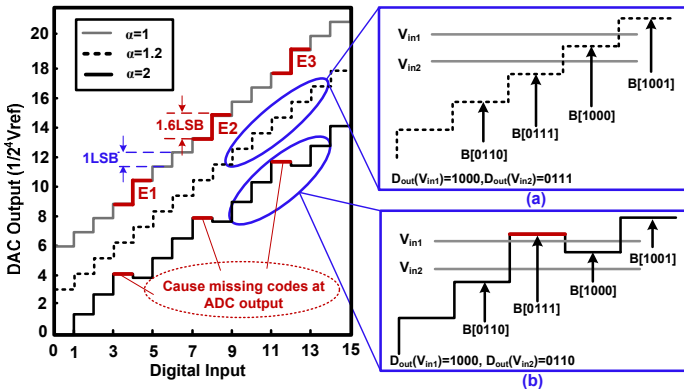 DAC Output (1/2⁴Vref)
20
18
16
14
12
10
8
6
4
2
0
α=1
α=1.2
α=2
E3
E2
1.6LSB
1LSB
E1
Cause missing codes at
ADC output
0 1 3 5 7 9 11 13 15
Digital Input
Vin1
Vin2
B[1001]
B[1000]
B[0111]
B[0110]
Dout(Vin1)=1000,Dout(Vin2)=0111
(a)
Vin1
Vin2
B[1001]
B[1000]
B[0111]
B[0110]
Dout(Vin1)=1000, Dout(Vin2)=0110
(b)